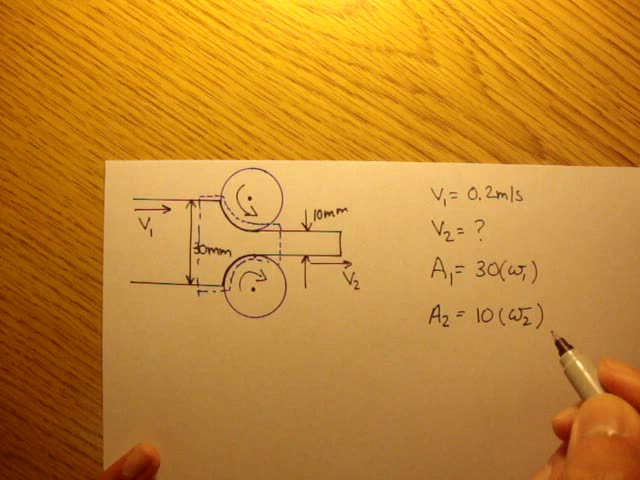 V₁
30mm
10mm
V₂
V₁ = 0.2m/s
V₂ = ?
A₁ = 30(w₁)
A₂ = 10(w₂)